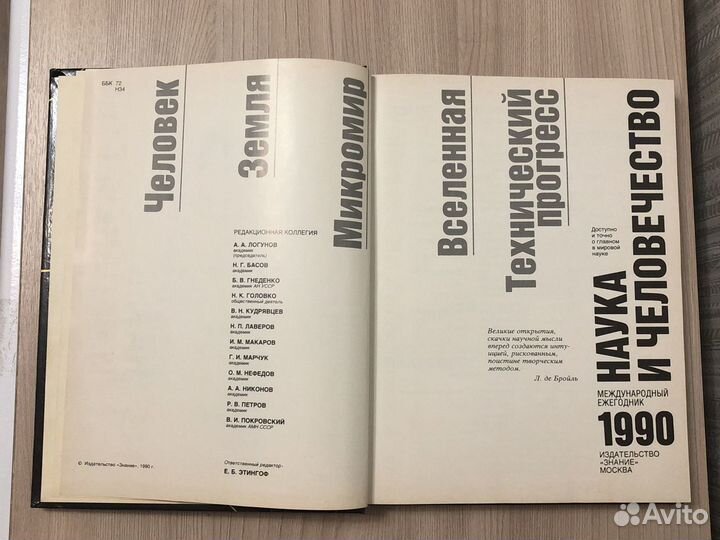 ББК 72
Н34
Человек
Земля
Микромир
РЕДАКЦИОННАЯ КОЛЛЕГИЯ
А. А. ЛОГУНОВ
академик
(председатель)
Н. Г. БАСОВ
академик
Б. В. ГНЕДЕНКО
академик АН УССР
Н. К. ГОЛОВКО
общественный деятель
В. Н. КУДРЯВЦЕВ
академик
Н. П. ЛАВЕРОВ
академик
И. М. МАКАРОВ
академик
Г. И. МАРЧУК
академик
О. М. НЕФЕДОВ
академик
А. А. НИКОНОВ
академик
Р. В. ПЕТРОВ
академик
В. И. ПОКРОВСКИЙ
академик АМН СССР
© Издательство «Знание», 1990 г.
Ответственный редактор-
Е. Б. ЭТИНГОФ
Вселенная
Технический
прогресс
Доступно
и точно
о главном
в мировой
науке
НАУКА
И ЧЕЛОВЕЧЕСТВО
Великие открытия,
скачки научной мысли
вперед создаются инту-
ицией, рискованным,
поистине творческим
методом.
Л. де Бройль
МЕЖДУНАРОДНЫЙ
ЕЖЕГОДНИК
1990
ИЗДАТЕЛЬСТВО
«ЗНАНИЕ»
МОСКВА
Avito